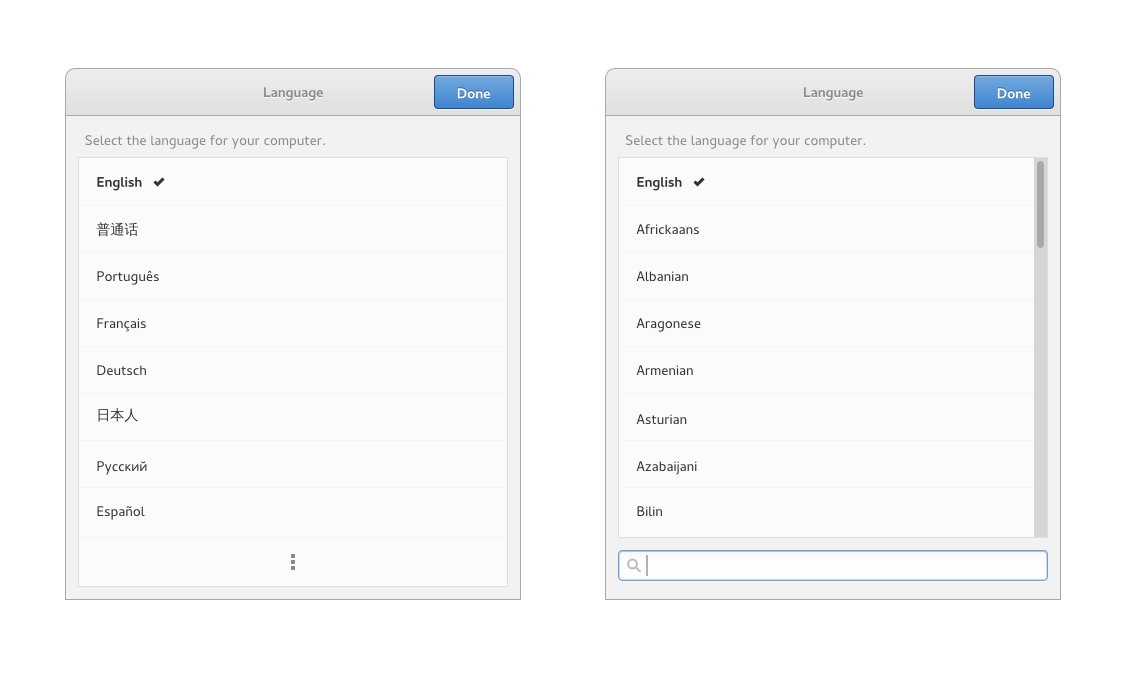 Language
Done
Select the language for your computer.
English
普通话
Português
Français
Deutsch
日本人
Русский
Español
Language
Done
Select the language for your computer.
English
Africkaans
Albanian
Aragonese
Armenian
Asturian
Azabaijani
Bilin